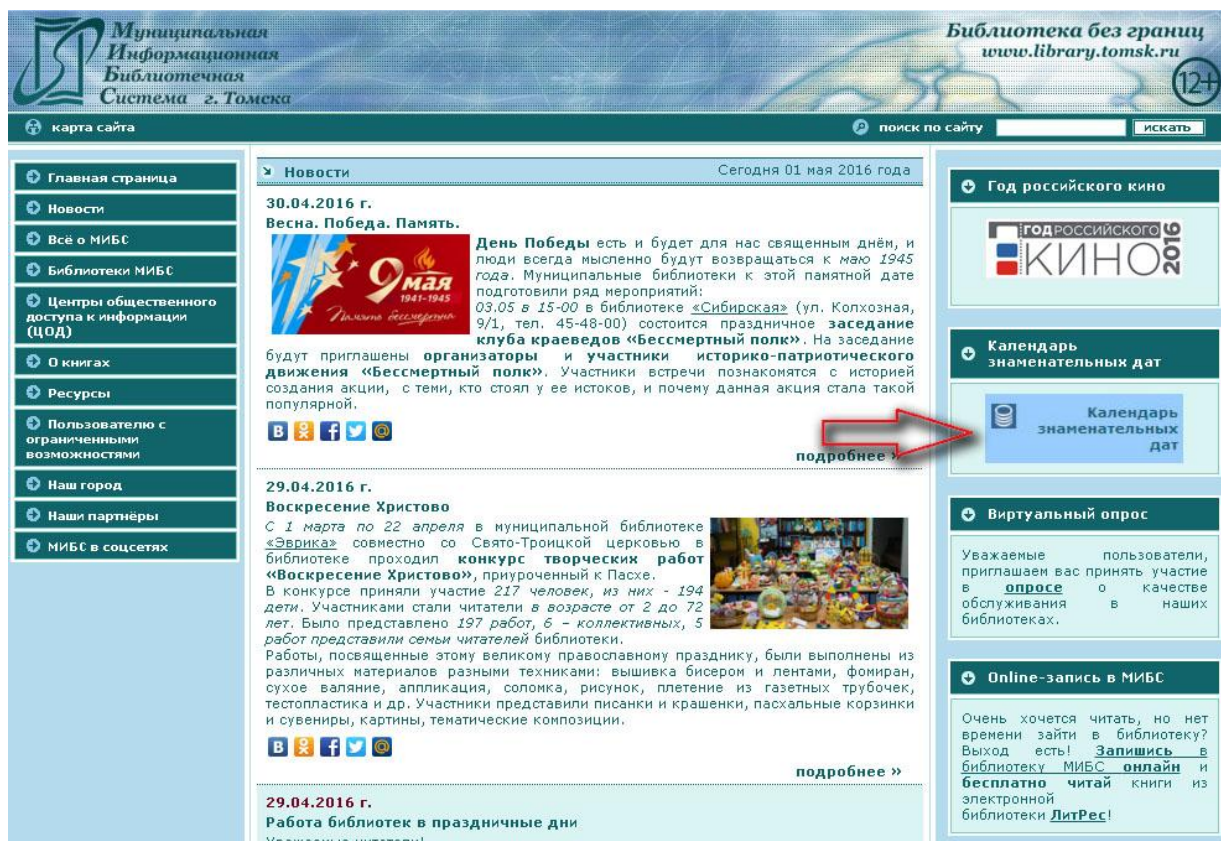 Муниципальная
Информационная
Библиотечная
Система г. Томска
Библиотека без границ
www.library.tomsk.ru
12+
карта сайта
поиск по сайту
искать
Главная страница
Новости
Всё о МИБС
Библиотеки МИБС
Центры общественного
доступа к информации
(ЦОД)
О книгах
Ресурсы
Пользователю с
ограниченными
возможностями
Наш город
Наши партнёры
МИБС в соцсетях
Новости
Сегодня 01 мая 2016 года
30.04.2016 г.
Весна. Победа. Память.
9 мая
1941-1945
Память бессмертна
День Победы есть и будет для нас священным днём, и
люди всегда мысленно будут возвращаться к маю 1945
года. Муниципальные библиотеки к этой памятной дате
подготовили ряд мероприятий:
03.05 в 15-00 в библиотеке «Сибирская» (ул. Колхозная,
9/1, тел. 45-48-00) состоится праздничное заседание
клуба краеведов «Бессмертный полк». На заседание
будут приглашены организаторы и участники историко-патриотического
движения «Бессмертный полк». Участники встречи познакомятся с историей
создания акции, с теми, кто стоял у ее истоков, и почему данная акция стала такой
популярной.
подробнее »
29.04.2016 г.
Воскресение Христово
С 1 марта по 22 апреля в муниципальной библиотеке
«Эврика» совместно со Свято-Троицкой церковью в
библиотеке проходил конкурс творческих работ
«Воскресение Христово», приуроченный к Пасхе.
В конкурсе приняли участие 217 человек, из них - 194
дети. Участниками стали читатели в возрасте от 2 до 72
лет. Было представлено 197 работ, 6 – коллективных, 5
работ представили семьи читателей библиотеки.
Работы, посвященные этому великому православному празднику, были выполнены из
различных материалов разными техниками: вышивка бисером и лентами, фомиран,
сухое валяние, аппликация, соломка, рисунок, плетение из газетных трубочек,
тестопластика и др. Участники представили писанки и крашенки, пасхальные корзинки
и сувениры, картины, тематические композиции.
подробнее »
29.04.2016 г.
Работа библиотек в праздничные дни
Уважаемые читатели!
Год российского кино
ГОД РОССИЙСКОГО
КИНО 2016
Календарь
знаменательных дат
Календарь
знаменательных
дат
Виртуальный опрос
Уважаемые пользователи,
приглашаем вас принять участие
в опросе о качестве
обслуживания в наших
библиотеках.
Online-запись в МИБС
Очень хочется читать, но нет
времени зайти в библиотеку?
Выход есть! Запишись в
библиотеку МИБС онлайн и
бесплатно читай книги из
электронной
библиотеки ЛитРес!